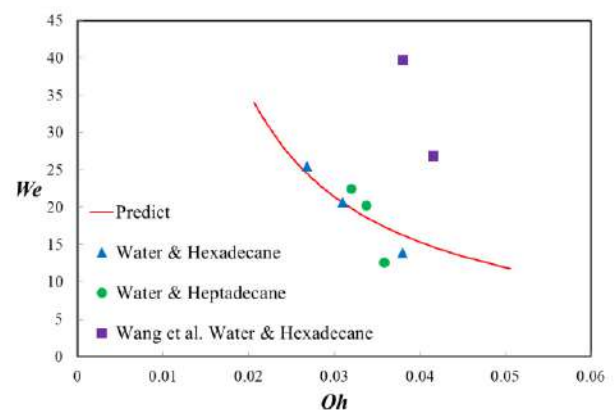 45
40
35
30
25
20
15
10
5
0
We
Predict
Water & Hexadecane
Water & Heptadecane
Wang et al. Water & Hexadecane
0 0.01 0.02 0.03 0.04 0.05 0.06
Oh